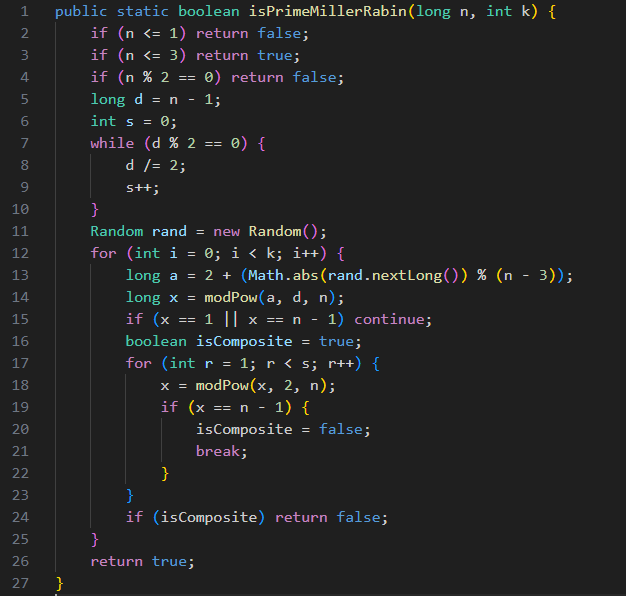 1 public static boolean isPrimeMillerRabin(long n, int k) {
2 if (n <= 1) return false;
3 if (n <= 3) return true;
4 if (n % 2 == 0) return false;
5 long d = n - 1;
6 int s = 0;
7 while (d % 2 == 0) {
8 d /= 2;
9 s++;
10 }
11 Random rand = new Random();
12 for (int i = 0; i < k; i++) {
13 long a = 2 + (Math.abs(rand.nextLong()) % (n - 3));
14 long x = modPow(a, d, n);
15 if (x == 1 || x == n - 1) continue;
16 boolean isComposite = true;
17 for (int r = 1; r < s; r++) {
18 x = modPow(x, 2, n);
19 if (x == n - 1) {
20 isComposite = false;
21 break;
22 }
23 }
24 if (isComposite) return false;
25 }
26 return true;
27 }